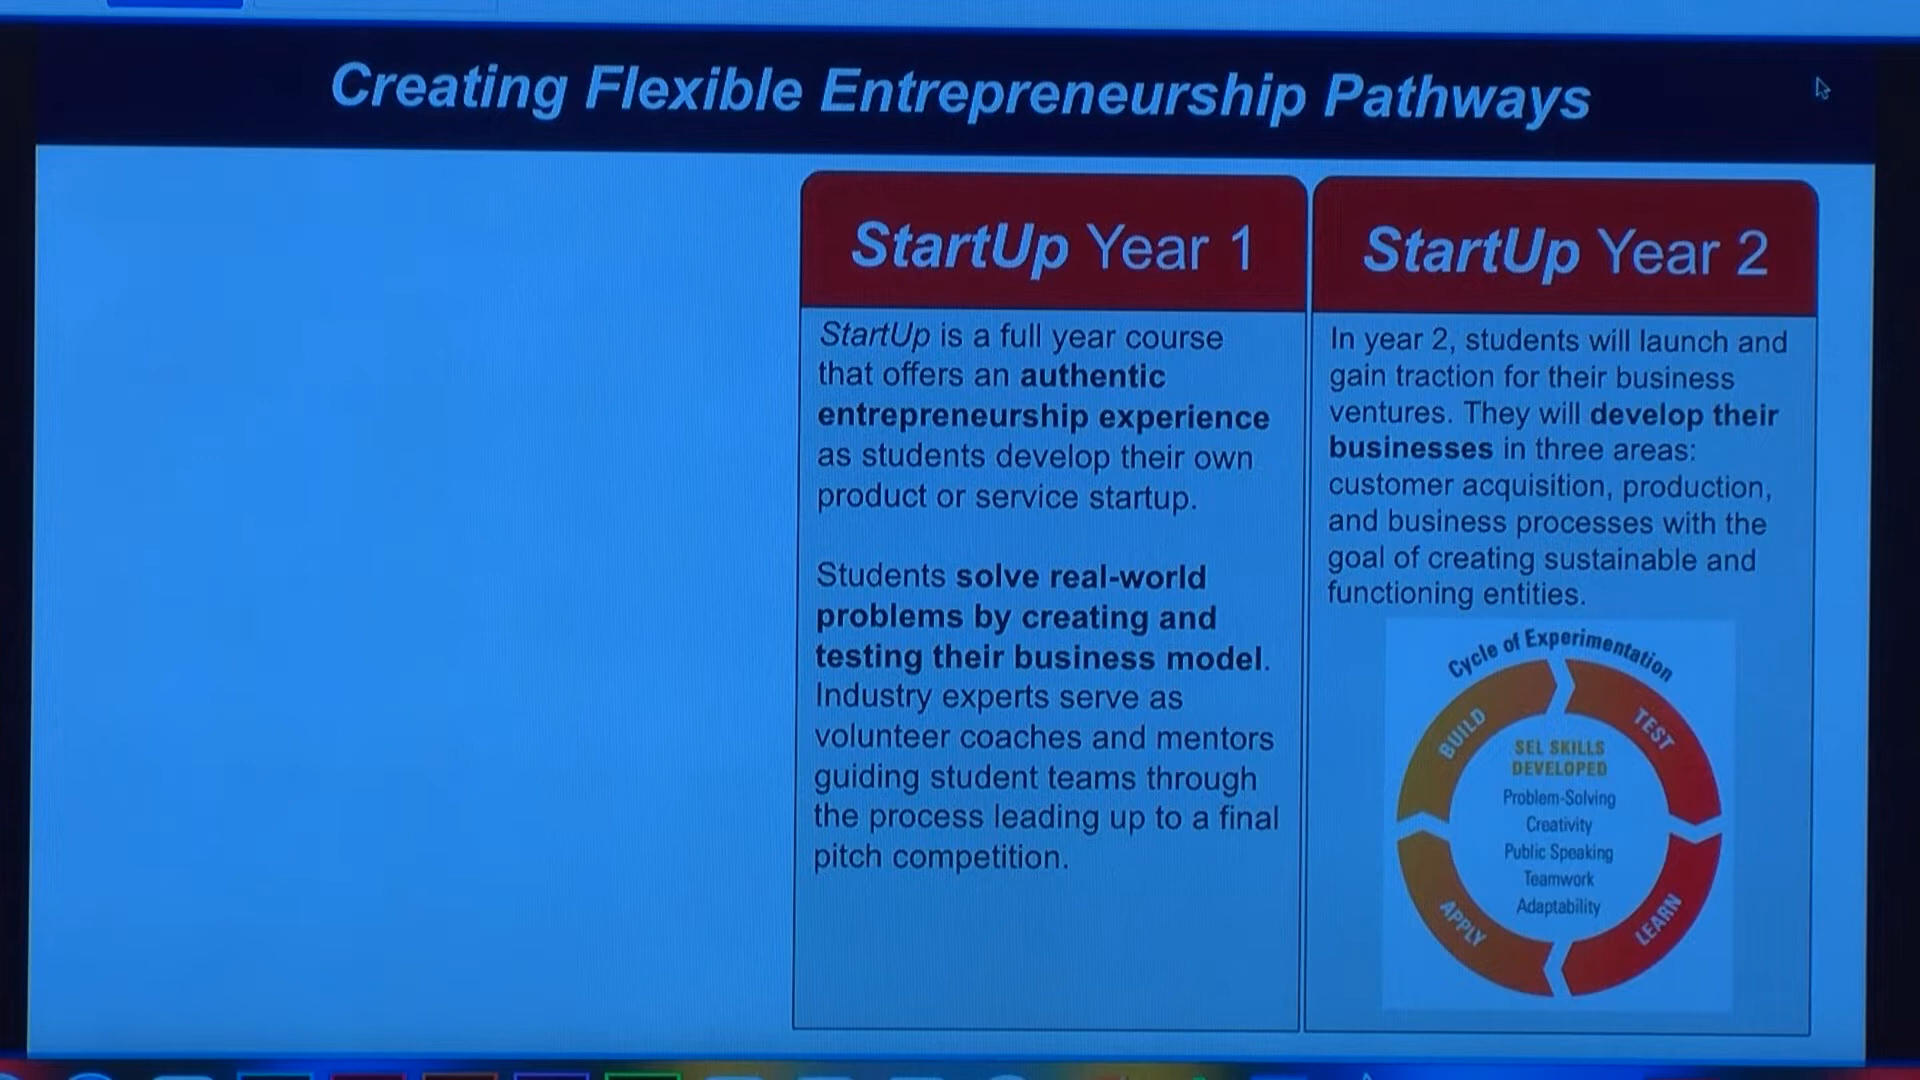 Creating Flexible Entrepreneurship Pathways
StartUp Year 1
StartUp is a full year course
that offers an authentic
entrepreneurship experience
as students develop their own
product or service startup.
Students solve real-world
problems by creating and
testing their business model.
Industry experts serve as
volunteer coaches and mentors
guiding student teams through
the process leading up to a final
pitch competition.
StartUp Year 2
In year 2, students will launch and
gain traction for their business
ventures. They will develop their
businesses in three areas:
customer acquisition, production,
and business processes with the
goal of creating sustainable and
functioning entities.
Cycle of Experimentation
BUILD
TEST
SEL SKILLS
DEVELOPED
Problem-Solving
Creativity
Public Speaking
Teamwork
Adaptability
APPLY
LEARN